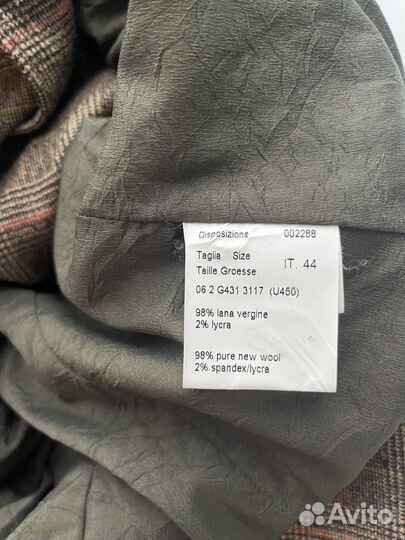 Disposizione 002288
Taglia Size
Taille Groesse
IT. 44
06 2 G431 3117 (U450)
98% lana vergine
2% lycra
98% pure new wool
2% spandex/lycra
Avito